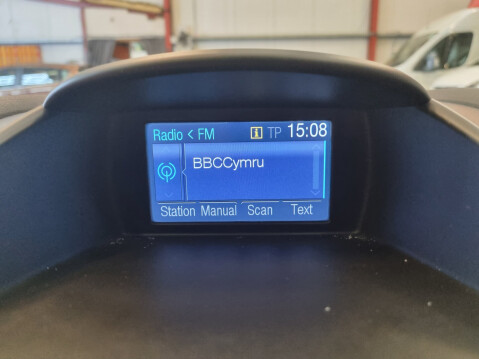 Radio < FM i TP 15:08
BBCCymru
Station Manual Scan Text